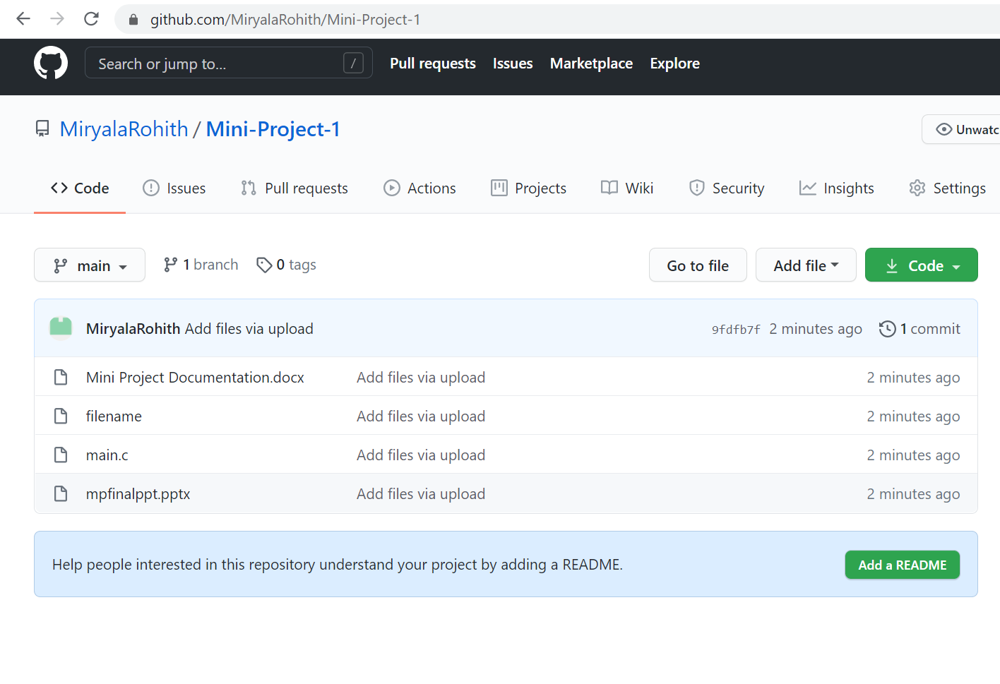 github.com/MiryalaRohith/Mini-Project-1
Search or jump to... / Pull requests Issues Marketplace Explore
MiryalaRohith / Mini-Project-1 Unwatc
Code Issues Pull requests Actions Projects Wiki Security Insights Settings
main 1 branch 0 tags Go to file Add file Code
MiryalaRohith Add files via upload 9fdfb7f 2 minutes ago 1 commit
Mini Project Documentation.docx Add files via upload 2 minutes ago
filename Add files via upload 2 minutes ago
main.c Add files via upload 2 minutes ago
mpfinalppt.pptx Add files via upload 2 minutes ago
Help people interested in this repository understand your project by adding a README. Add a README